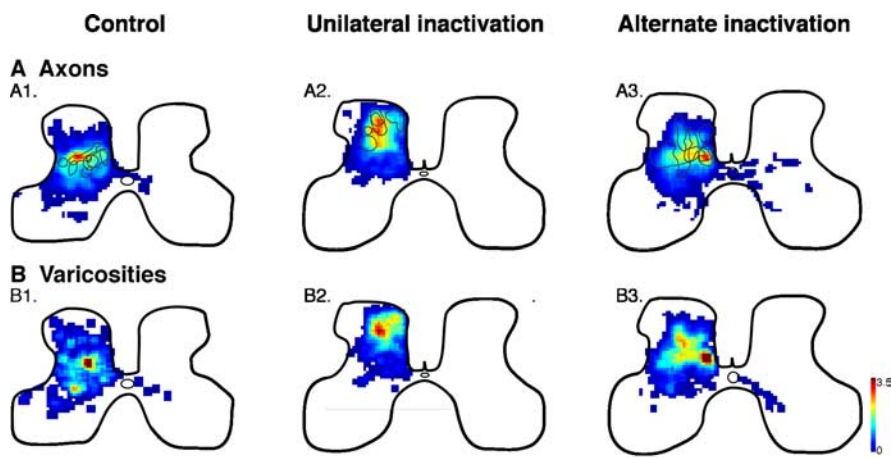 Control Unilateral inactivation Alternate inactivation
A Axons
A1. A2. A3.
B Varicosities
B1. B2. B3.
3.5
0